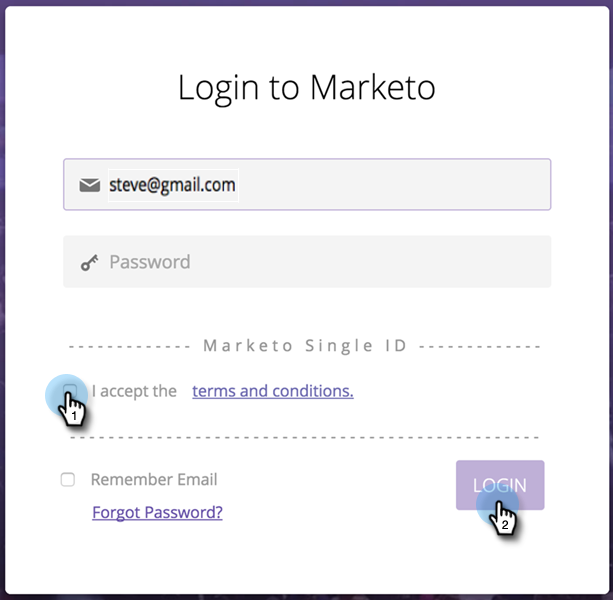 Login to Marketo
steve@gmail.com
Password
Marketo Single ID
I accept the terms and conditions.
1
Remember Email
LOGIN
Forgot Password?
2